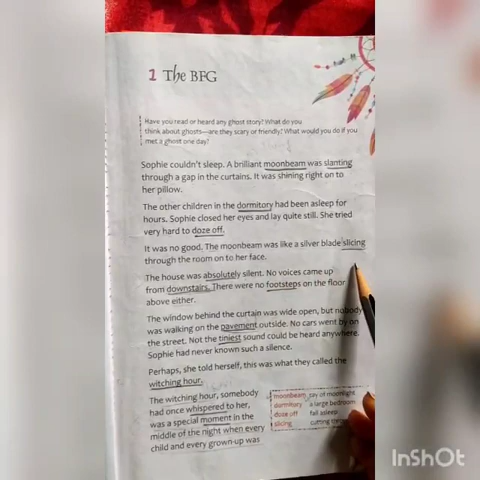 1 The BFG
Have you read or heard any ghost story? What do you
think about ghosts—are they scary or friendly? What would you do if you
met a ghost one day?
Sophie couldn't sleep. A brilliant moonbeam was slanting
through a gap in the curtains. It was shining right on to
her pillow.
The other children in the dormitory had been asleep for
hours. Sophie closed her eyes and lay quite still. She tried
very hard to doze off.
It was no good. The moonbeam was like a silver blade slicing
through the room on to her face.
The house was absolutely silent. No voices came up
from downstairs. There were no footsteps on the floor
above either.
The window behind the curtain was wide open, but nobody
was walking on the pavement outside. No cars went by on
the street. Not the tiniest sound could be heard anywhere.
Sophie had never known such a silence.
Perhaps, she told herself, this was what they called the
witching hour.
The witching hour, somebody
had once whispered to her,
was a special moment in the
middle of the night when every
child and every grown-up was
moonbeam ray of moonlight
dormitory a large bedroom
doze off fall asleep
slicing cutting
InShOt